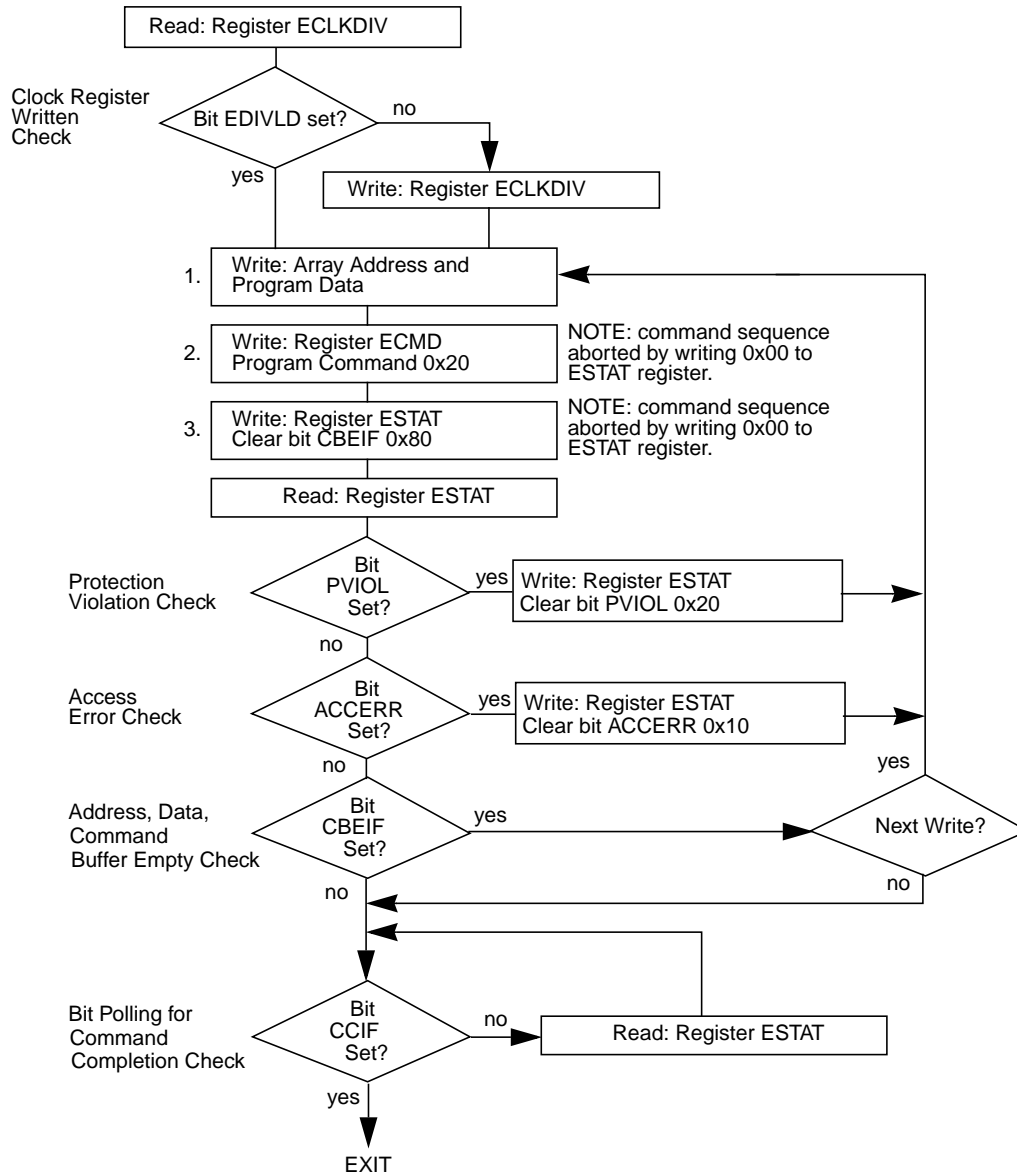 Read: Register ECLKDIV
Clock Register
Written
Check
Bit EDIVLD set?
no
yes
Write: Register ECLKDIV
1.
Write: Array Address and
Program Data
2.
Write: Register ECMD
Program Command 0x20
NOTE: command sequence
aborted by writing 0x00 to
ESTAT register.
3.
Write: Register ESTAT
Clear bit CBEIF 0x80
NOTE: command sequence
aborted by writing 0x00 to
ESTAT register.
Read: Register ESTAT
Protection
Violation Check
Bit
PVIOL
Set?
yes
Write: Register ESTAT
Clear bit PVIOL 0x20
no
Access
Error Check
Bit
ACCERR
Set?
yes
Write: Register ESTAT
Clear bit ACCERR 0x10
no
yes
Address, Data,
Command
Buffer Empty Check
Bit
CBEIF
Set?
yes
Next Write?
no
no
Bit Polling for
Command
Completion Check
Bit
CCIF
Set?
no
Read: Register ESTAT
yes
EXIT